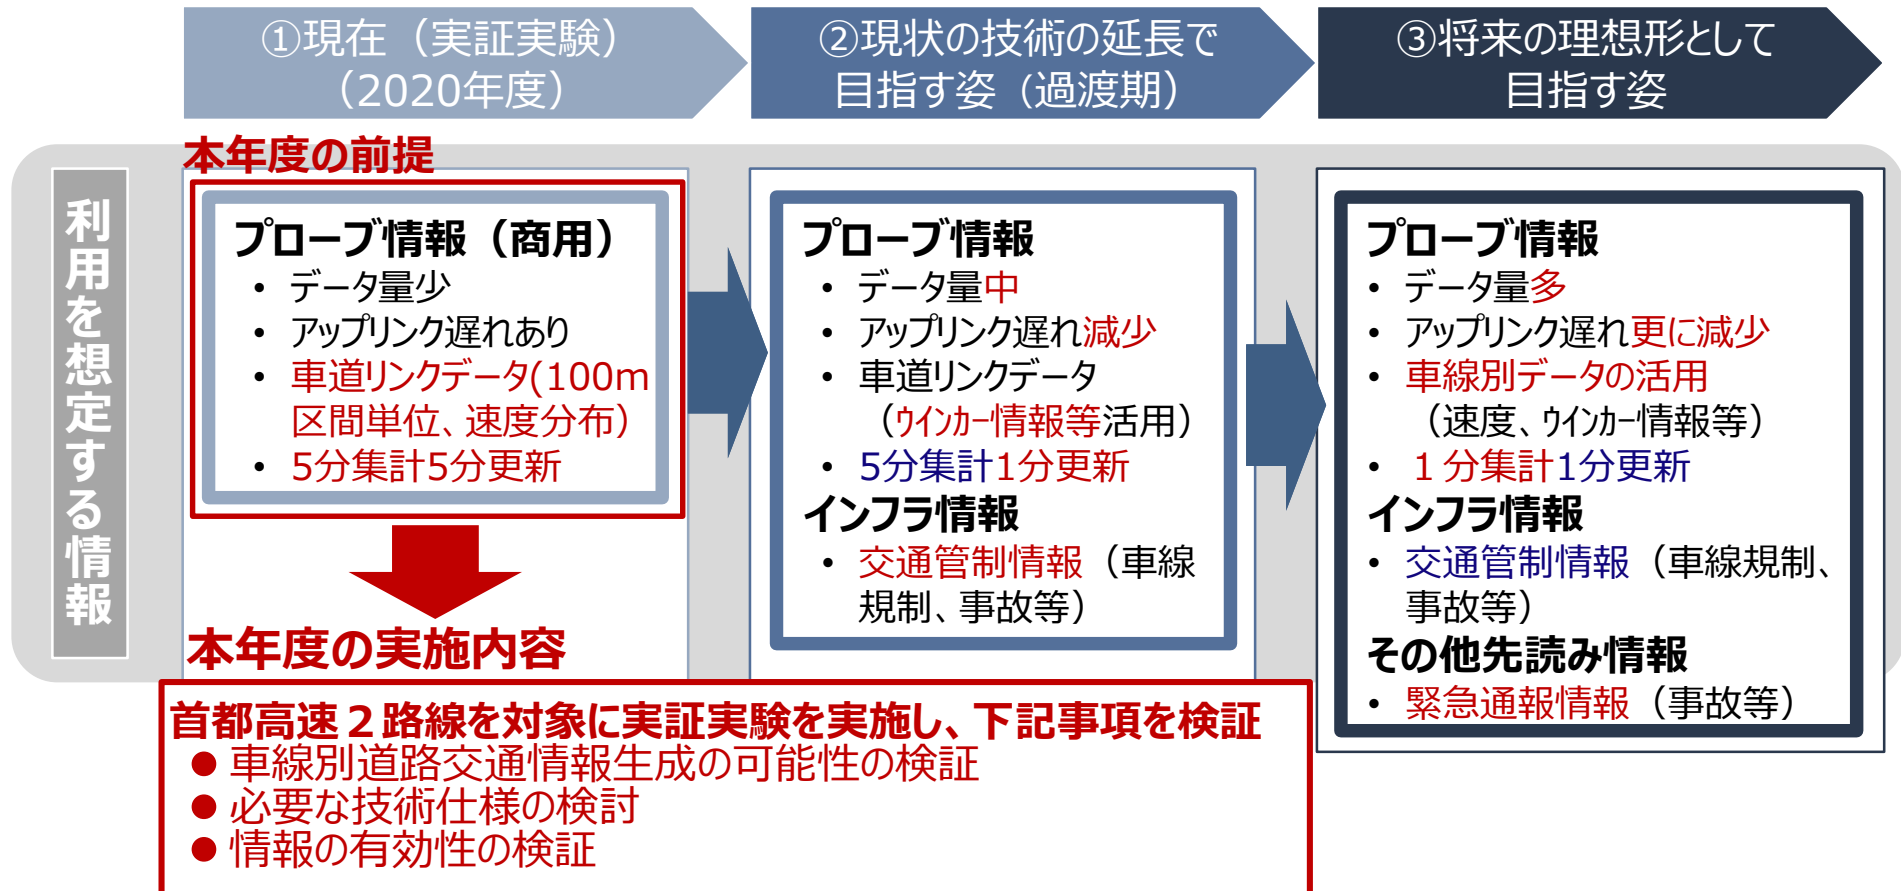 ①現在（実証実験）
（2020年度）
②現状の技術の延長で
目指す姿（過渡期）
③将来の理想形として
目指す姿
利用を想定する情報
本年度の前提
プローブ情報（商用）
• データ量少
• アップリンク遅れあり
• 車道リンクデータ(100m
区間単位、速度分布）
• 5分集計5分更新
本年度の実施内容
首都高速２路線を対象に実証実験を実施し、下記事項を検証
● 車線別道路交通情報生成の可能性の検証
● 必要な技術仕様の検討
● 情報の有効性の検証
プローブ情報
• データ量中
• アップリンク遅れ減少
• 車道リンクデータ
（ｳｲﾝｶｰ情報等活用）
• 5分集計1分更新
インフラ情報
• 交通管制情報（車線
規制、事故等）
プローブ情報
• データ量多
• アップリンク遅れ更に減少
• 車線別データの活用
（速度、ｳｲﾝｶｰ情報等）
• １分集計1分更新
インフラ情報
• 交通管制情報（車線規制、
事故等）
その他先読み情報
• 緊急通報情報（事故等）